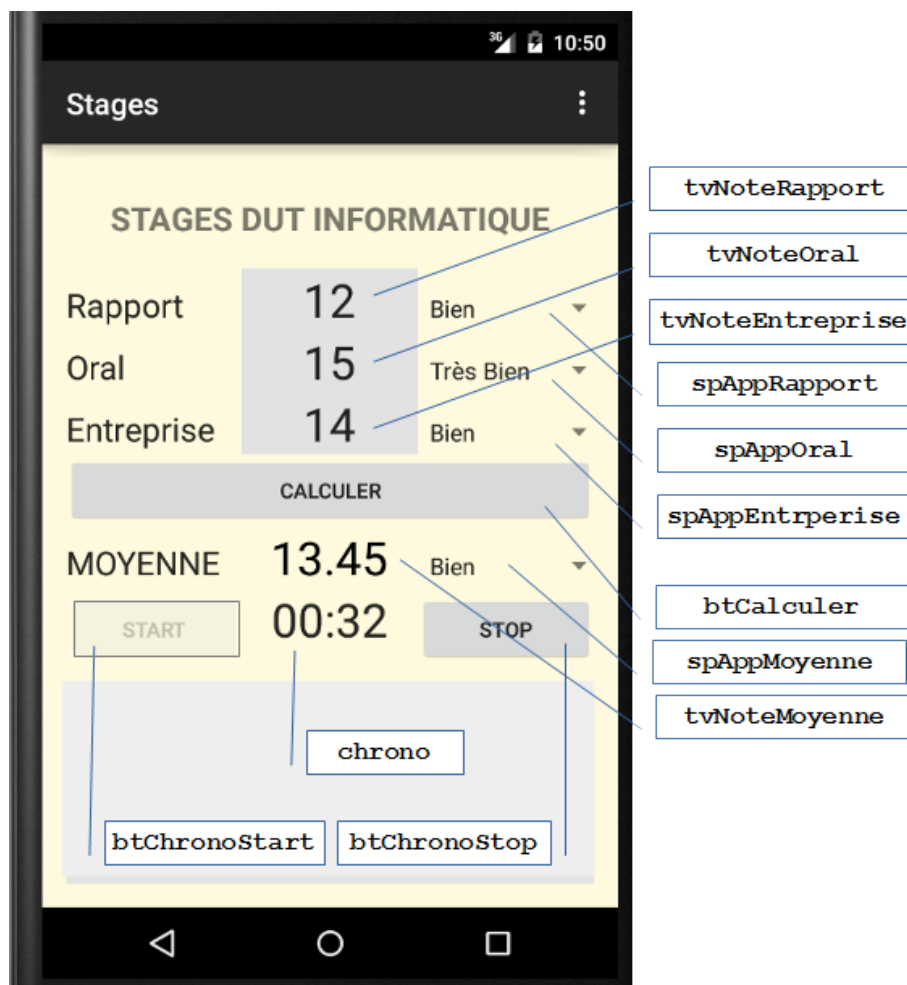 3G 10:50
Stages
STAGES DUT INFORMATIQUE
Rapport 12 Bien
Oral 15 Très Bien
Entreprise 14 Bien
CALCULER
MOYENNE 13.45 Bien
START 00:32 STOP
chrono
btChronoStart btChronoStop
tvNoteRapport
tvNoteOral
tvNoteEntreprise
spAppRapport
spAppOral
spAppEntrperise
btCalculer
spAppMoyenne
tvNoteMoyenne